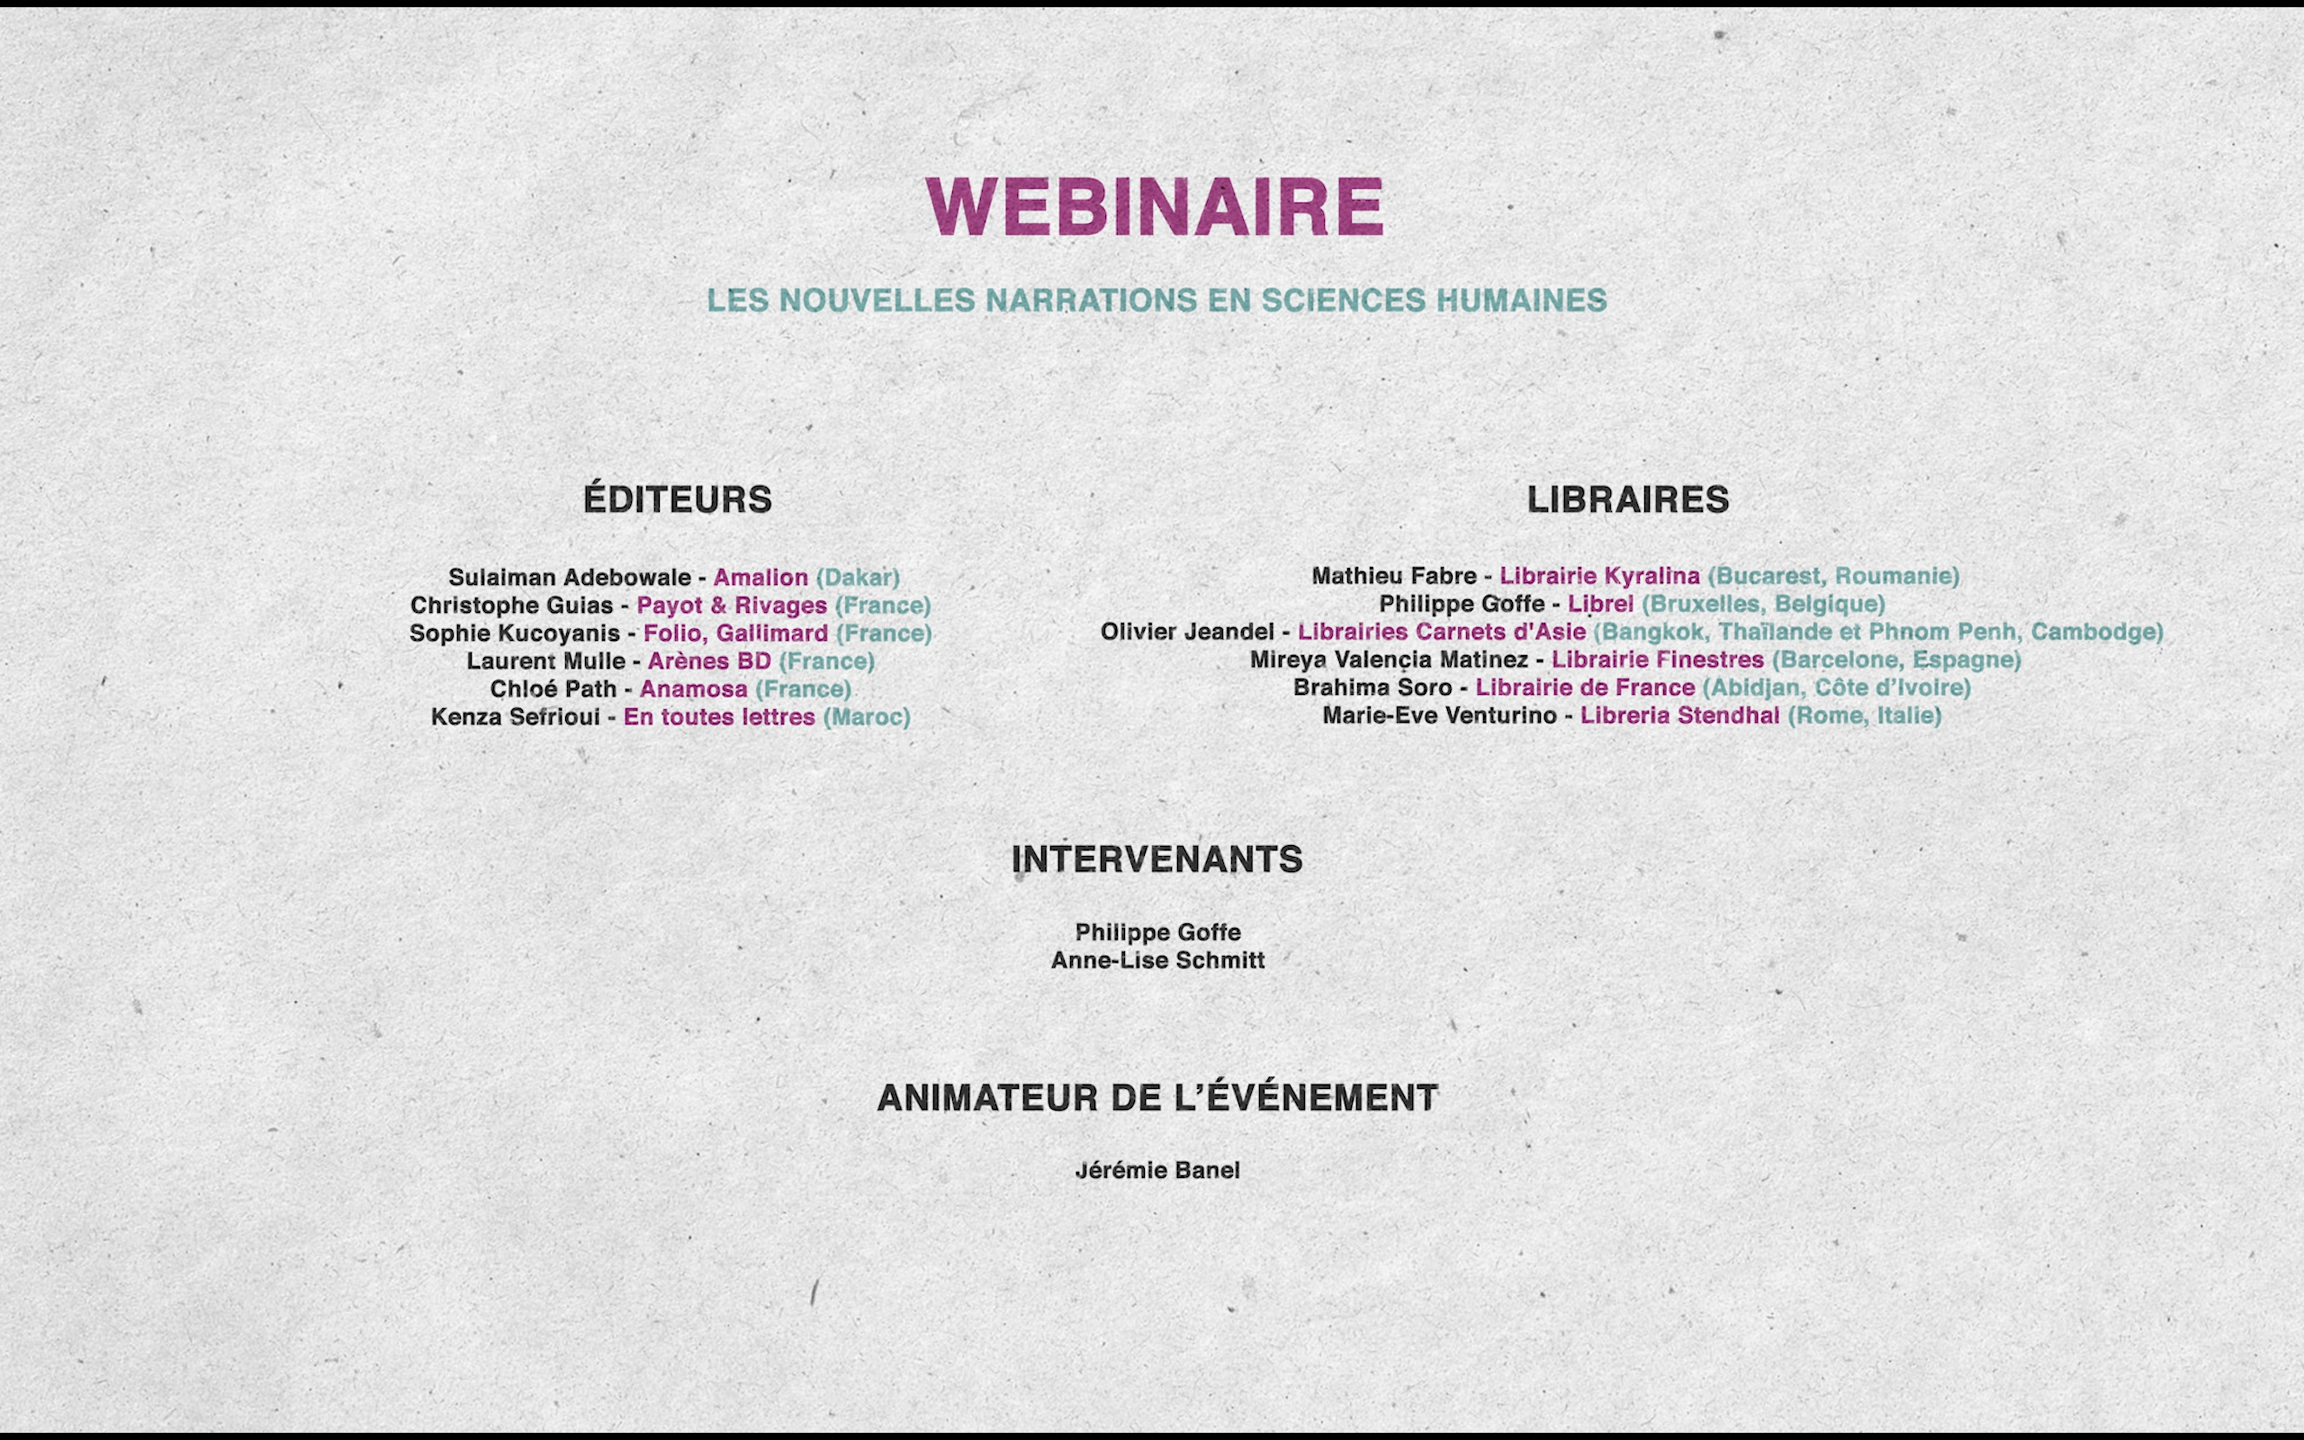 WEBINAIRE
LES NOUVELLES NARRATIONS EN SCIENCES HUMAINES
ÉDITEURS
Sulaiman Adebowale - Amalion (Dakar)
Christophe Guias - Payot & Rivages (France)
Sophie Kucoyanis - Folio, Gallimard (France)
Laurent Mulle - Arènes BD (France)
Chloé Path - Anamosa (France)
Kenza Sefrioui - En toutes lettres (Maroc)
LIBRAIRES
Mathieu Fabre - Librairie Kyralina (Bucarest, Roumanie)
Philippe Goffe - Librel (Bruxelles, Belgique)
Olivier Jeandel - Librairies Carnets d'Asie (Bangkok, Thaïlande et Phnom Penh, Cambodge)
Mireya Valencia Matinez - Librairie Finestres (Barcelone, Espagne)
Brahima Soro - Librairie de France (Abidjan, Côte d’Ivoire)
Marie-Eve Venturino - Libreria Stendhal (Rome, Italie)
INTERVENANTS
Philippe Goffe
Anne-Lise Schmitt
ANIMATEUR DE L’ÉVÉNEMENT
Jérémie Banel